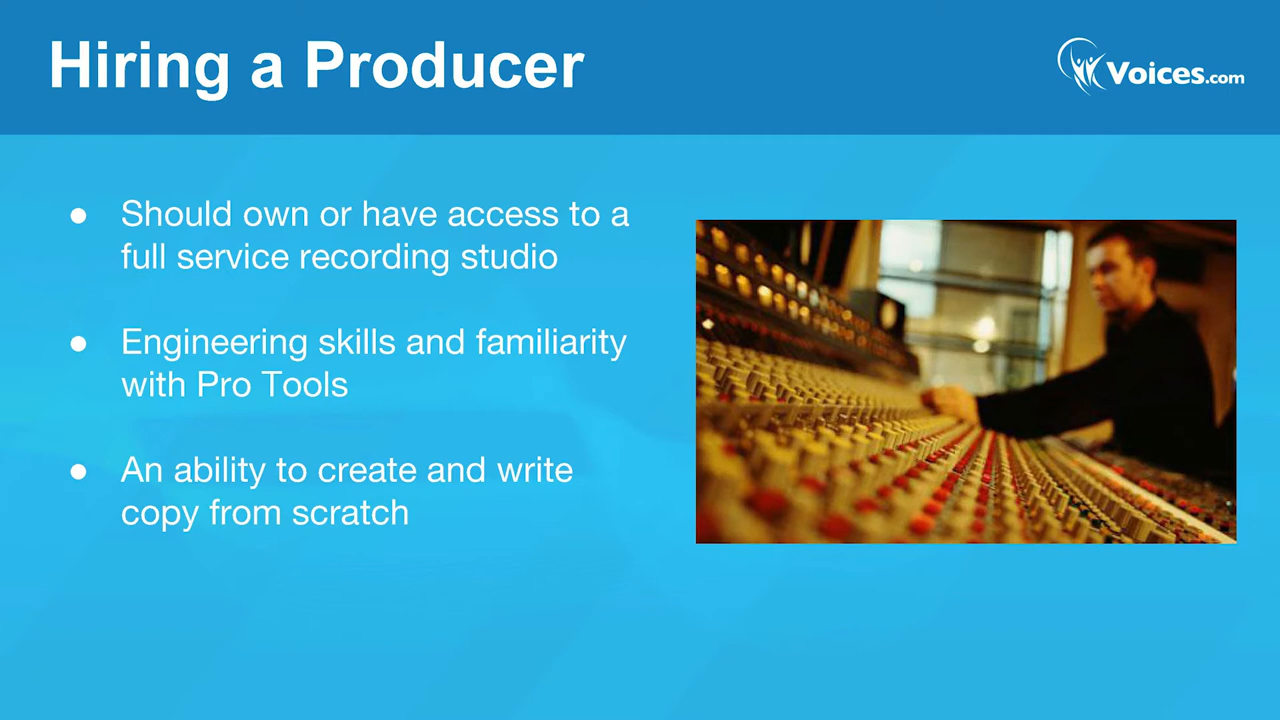 Hiring a Producer
Voices.com
● Should own or have access to a
full service recording studio
● Engineering skills and familiarity
with Pro Tools
● An ability to create and write
copy from scratch